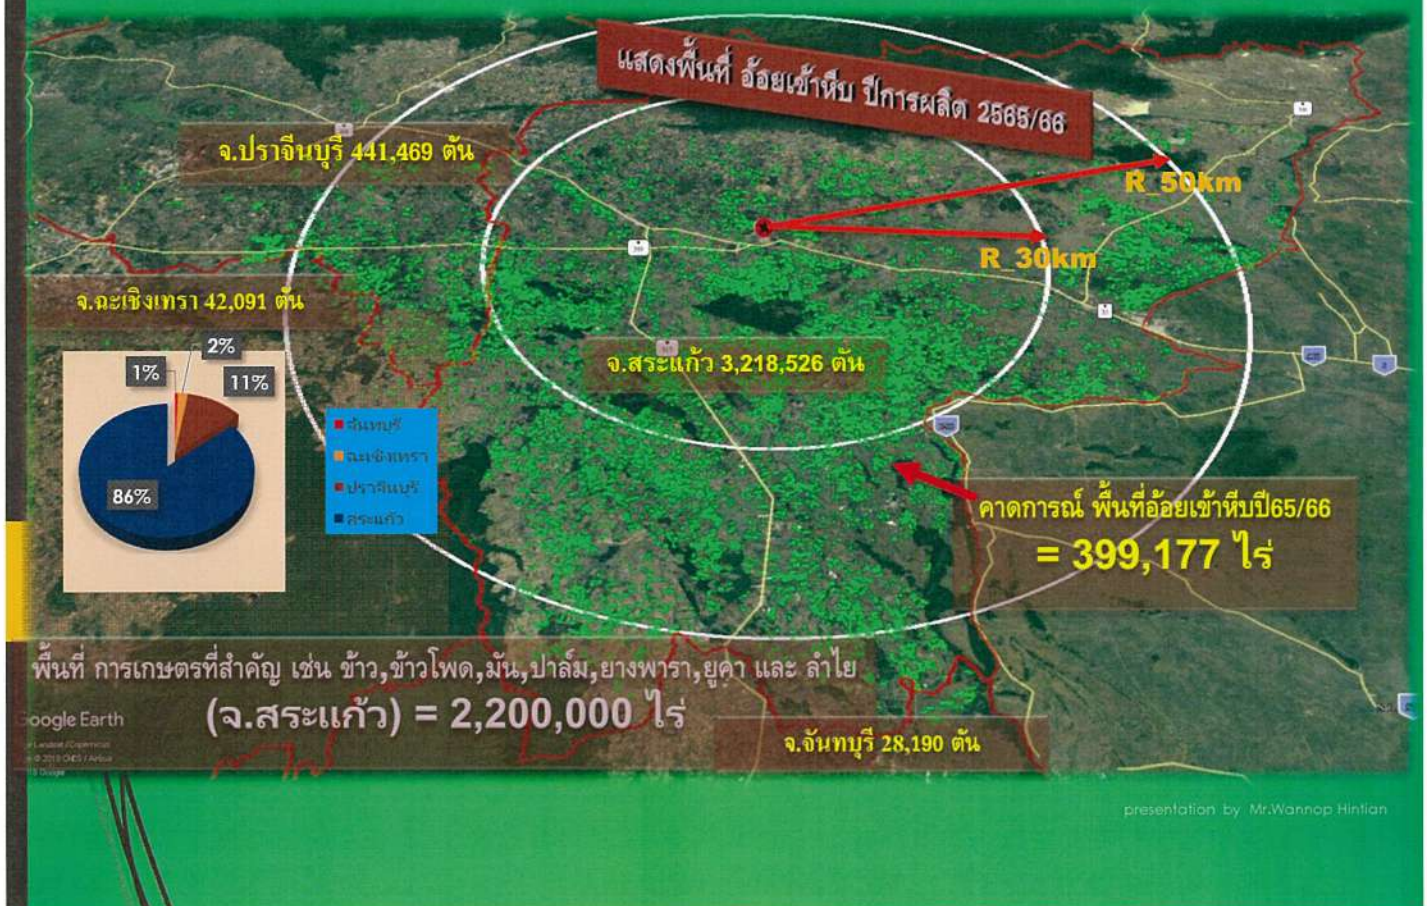 แสดงพื้นที่ อ้อยเข้าหีบ ปีการผลิต 2565/66
จ.ปราจีนบุรี 441,469 ตัน
R_50km
R_30km
จ.ฉะเชิงเทรา 42,091 ตัน
จ.สระแก้ว 3,218,526 ตัน
2%
1%
11%
86%
จันทบุรี
ฉะเชิงเทรา
ปราจีนบุรี
สระแก้ว
คาดการณ์ พื้นที่อ้อยเข้าหีบปี65/66
= 399,177 ไร่
พื้นที่ การเกษตรที่สำคัญ เช่น ข้าว,ข้าวโพด,มัน,ปาล์ม,ยางพารา,ยูคา และ ลำไย
(จ.สระแก้ว) = 2,200,000 ไร่
Google Earth
จ.จันทบุรี 28,190 ตัน
presentation by Mr.Wannop Hintian